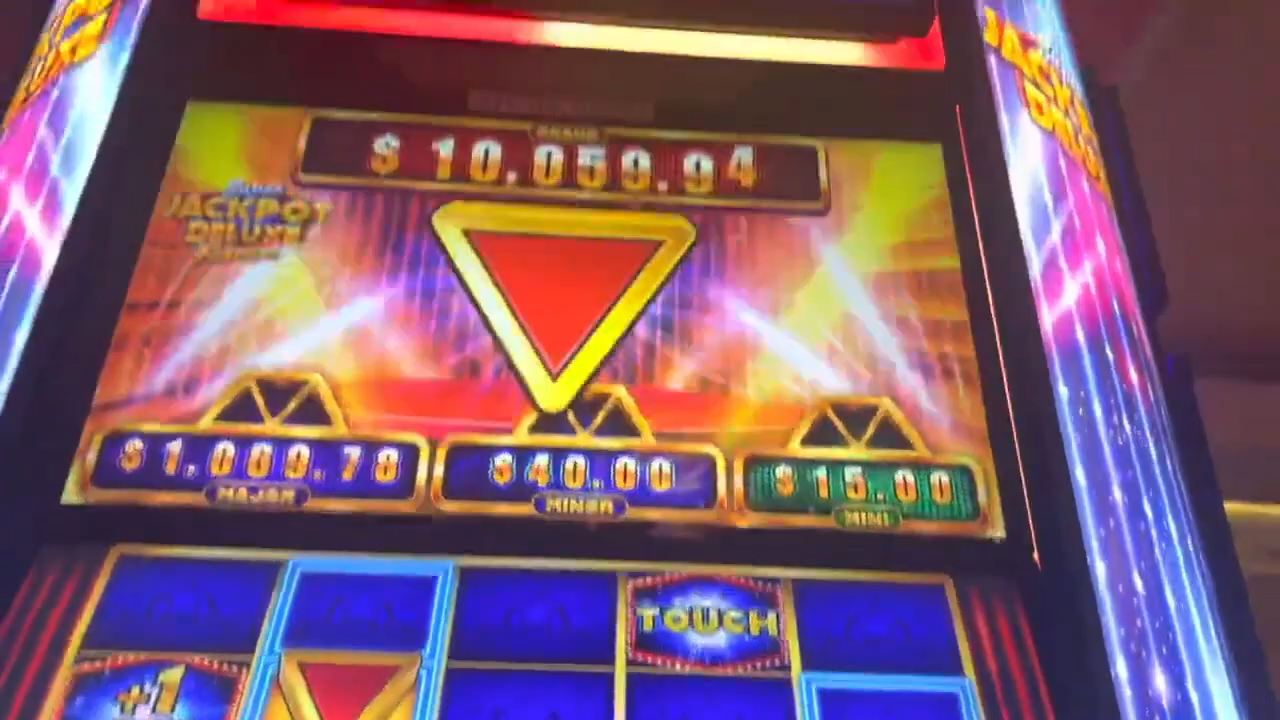 GRAND
$ 10,059.94
JACKPOT
DELUXE
$1,009.78
MAJOR
$40.00
MINOR
$15.00
MINI
TOUCH
+1